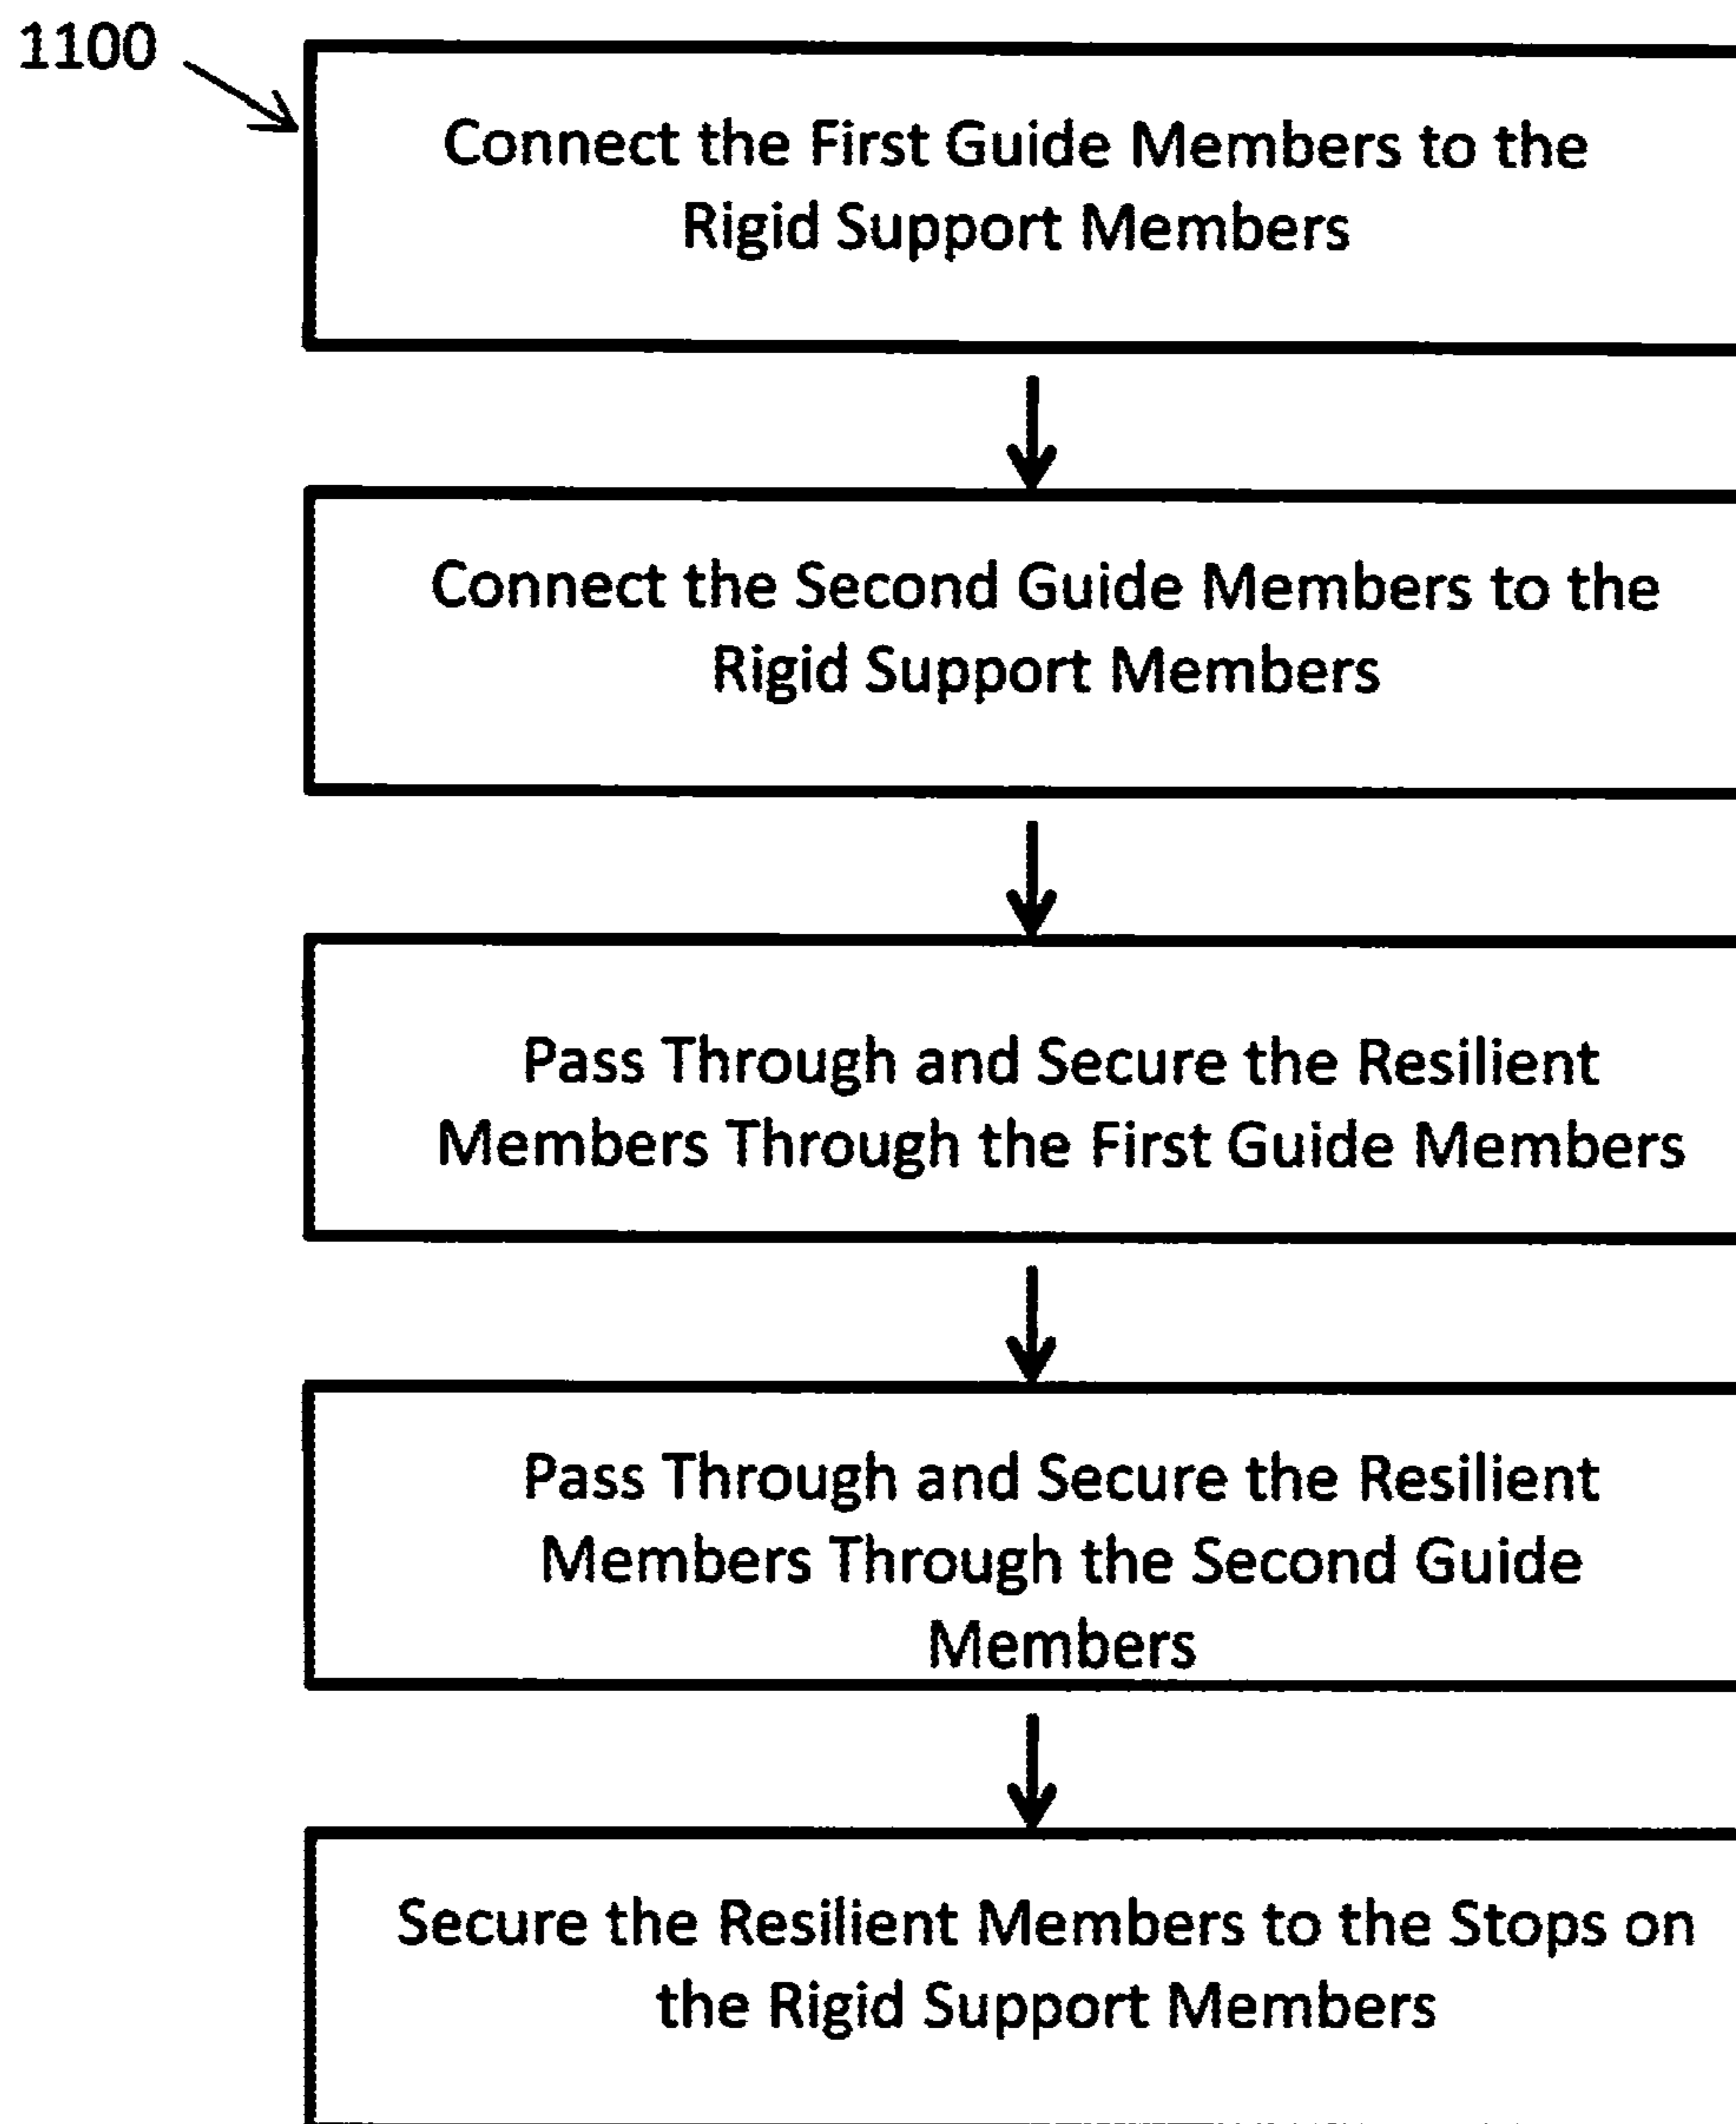 1100
Connect the First Guide Members to the
Rigid Support Members
Connect the Second Guide Members to the
Rigid Support Members
Pass Through and Secure the Resilient
Members Through the First Guide Members
Pass Through and Secure the Resilient
Members Through the Second Guide
Members
Secure the Resilient Members to the Stops on
the Rigid Support Members